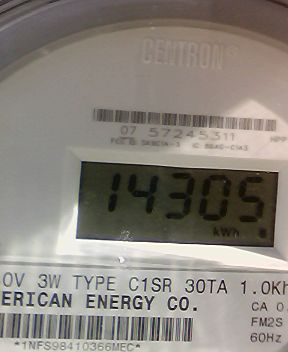 CENTRON®
07 57245311
14305
kWh
0V 3W TYPE C1SR 30TA 1.0Kh
ERICAN ENERGY CO.
CA 0.
FM2S
60Hz
*1NFS98410366MEC*